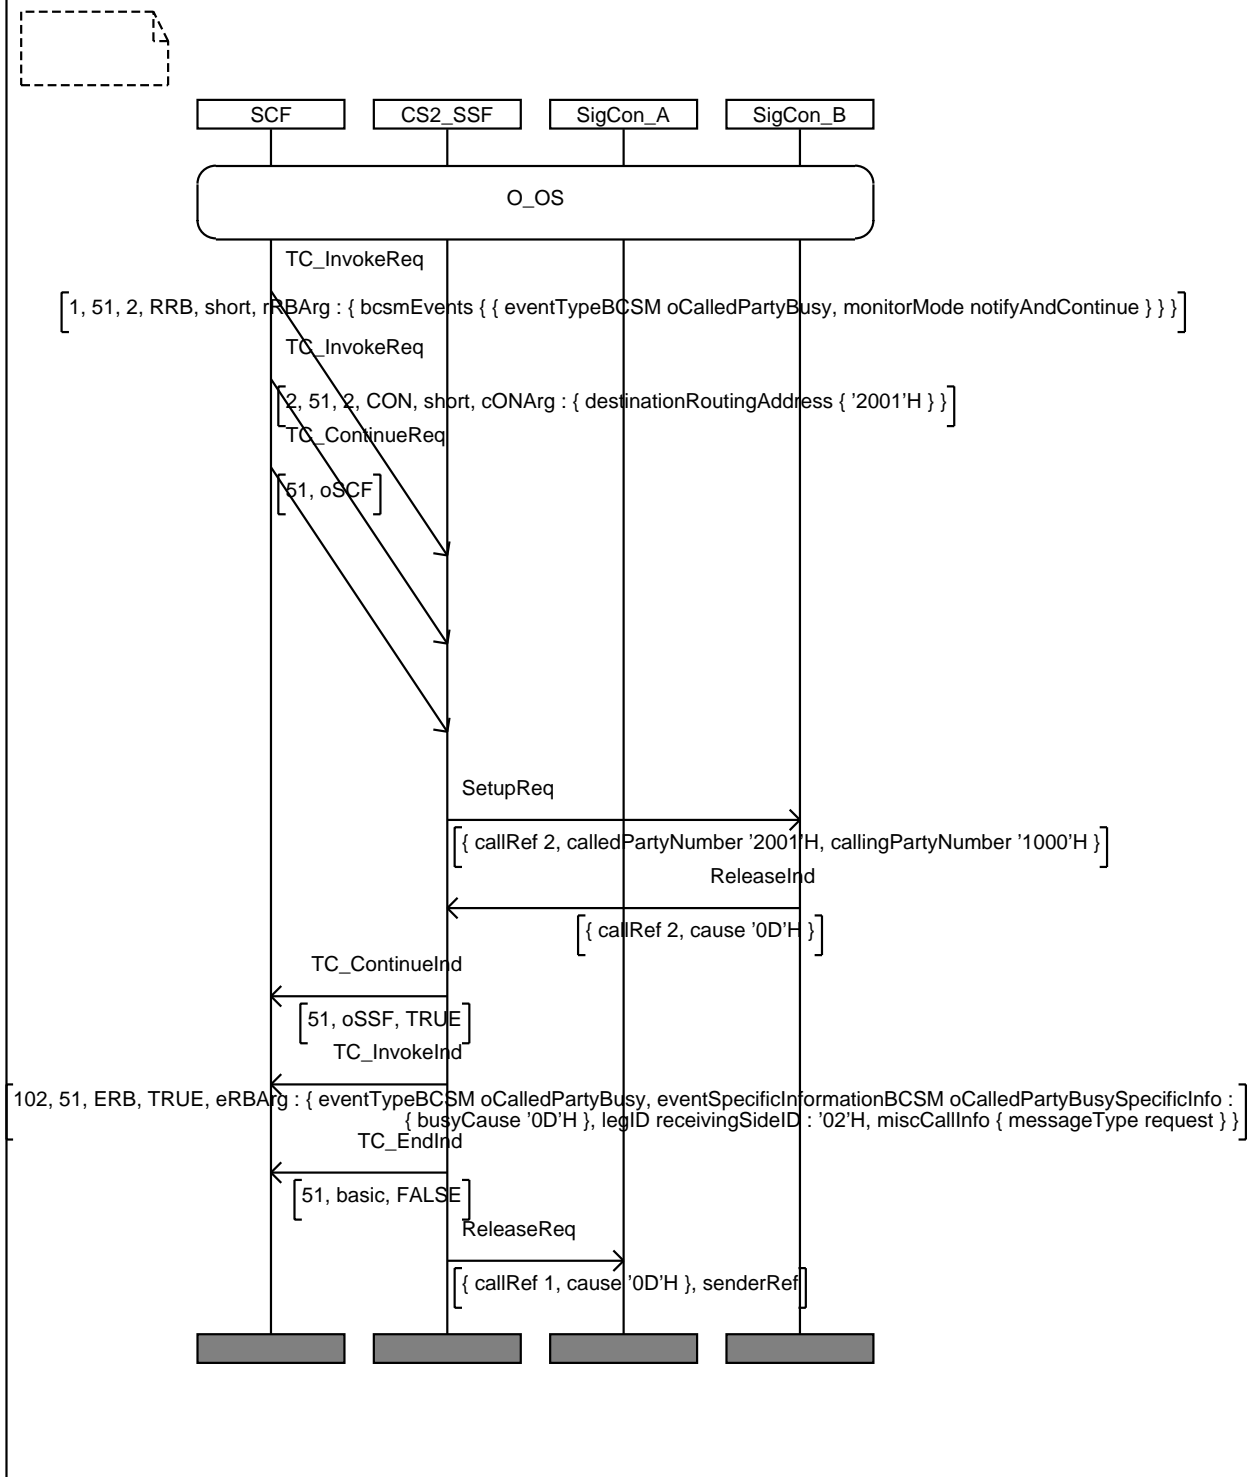 SCF CS2_SSF SigCon_A SigCon_B
O_OS
TC_InvokeReq
1, 51, 2, RRB, short, rRBArg : { bcsmEvents { { eventTypeBCSM oCalledPartyBusy, monitorMode notifyAndContinue } } }
TC_InvokeReq
2, 51, 2, CON, short, cONArg : { destinationRoutingAddress { '2001'H } }
TC_ContinueReq
51, oSCF
SetupReq
{ callRef 2, calledPartyNumber '2001'H, callingPartyNumber '1000'H }
ReleaseInd
{ callRef 2, cause '0D'H }
TC_ContinueInd
51, oSSF, TRUE
TC_InvokeInd
102, 51, ERB, TRUE, eRBArg : { eventTypeBCSM oCalledPartyBusy, eventSpecificInformationBCSM oCalledPartyBusySpecificInfo :
{ busyCause '0D'H }, legID receivingSideID : '02'H, miscCallInfo { messageType request } }
TC_EndInd
51, basic, FALSE
ReleaseReq
{ callRef 1, cause '0D'H }, senderRef